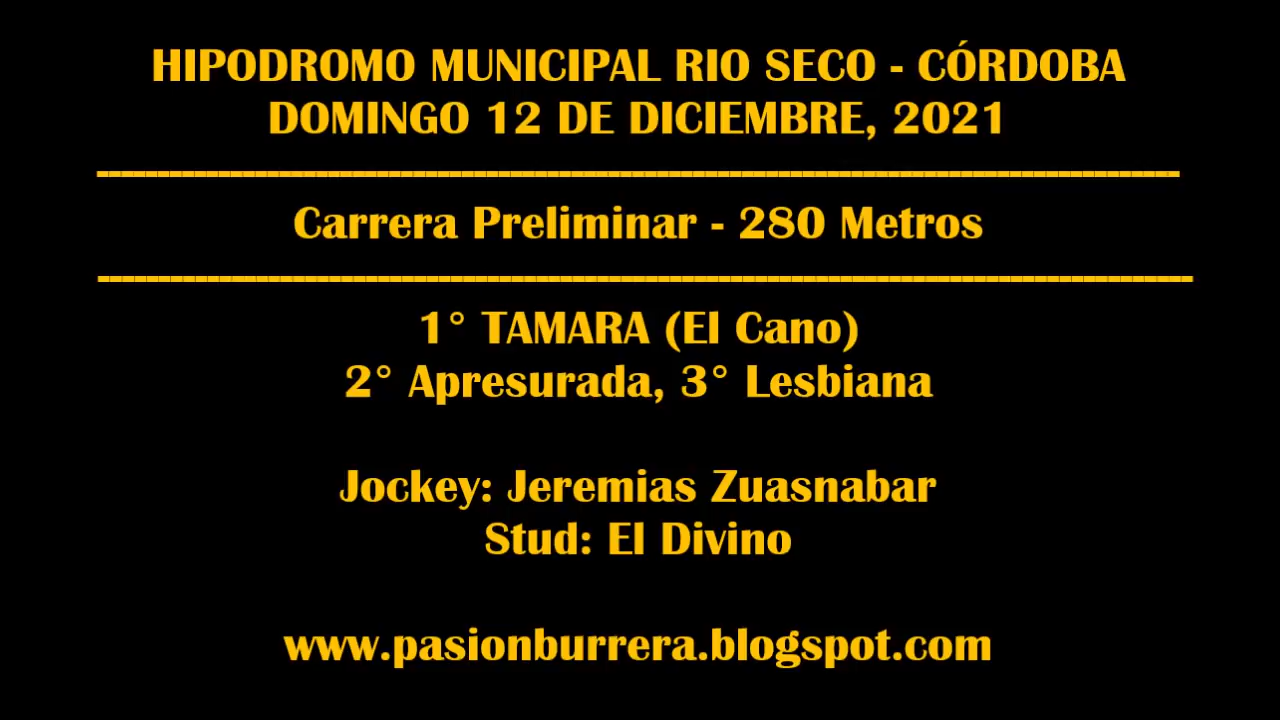 HIPODROMO MUNICIPAL RIO SECO - CÓRDOBA
DOMINGO 12 DE DICIEMBRE, 2021
Carrera Preliminar - 280 Metros
1° TAMARA (El Cano)
2° Apresurada, 3° Lesbiana
Jockey: Jeremias Zuasnabar
Stud: El Divino
www.pasionburrera.blogspot.com